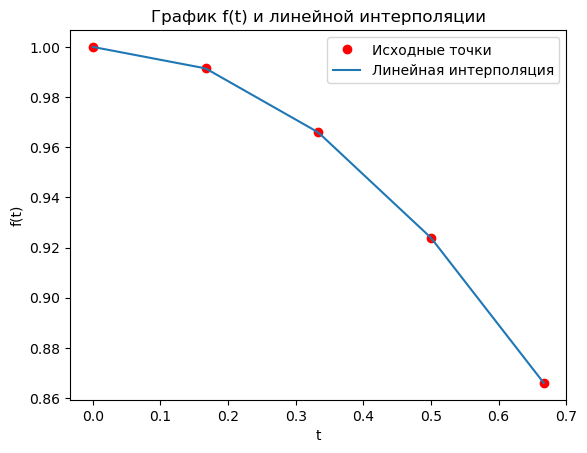 График f(t) и линейной интерполяции
Исходные точки
Линейная интерполяция
f(t)
1.00
0.98
0.96
0.94
0.92
0.90
0.88
0.86
0.0 0.1 0.2 0.3 0.4 0.5 0.6 0.7
t